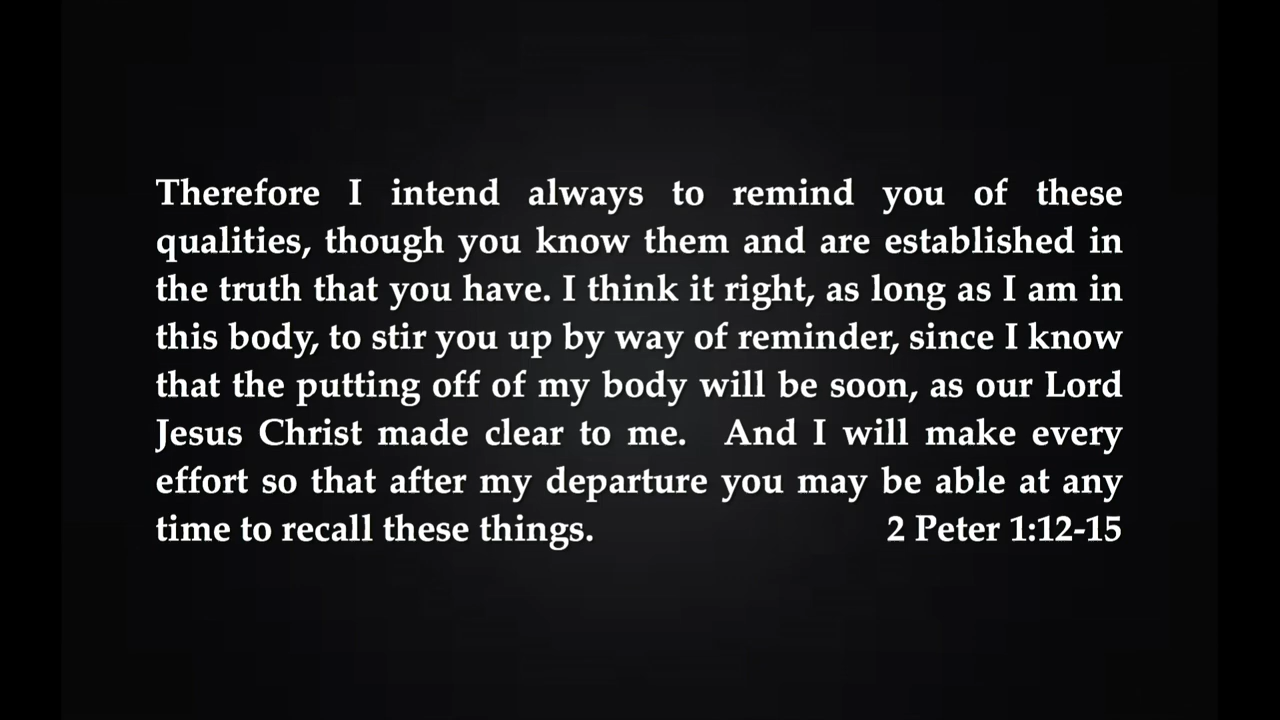 Therefore I intend always to remind you of these
qualities, though you know them and are established in
the truth that you have. I think it right, as long as I am in
this body, to stir you up by way of reminder, since I know
that the putting off of my body will be soon, as our Lord
Jesus Christ made clear to me.  And I will make every
effort so that after my departure you may be able at any
time to recall these things. 2 Peter 1:12-15